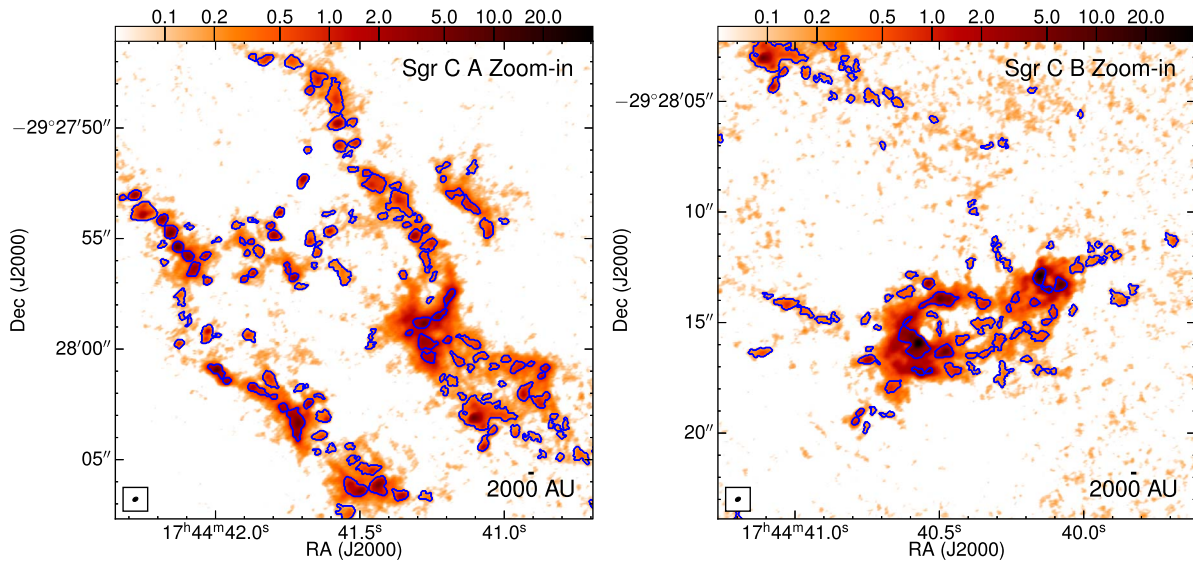 0.1 0.2 0.5 1.0 2.0 5.0 10.0 20.0
Sgr C A Zoom-in
−29°27′50″
55″
28′00″
05″
Dec (J2000)
2000 AU
17ʰ44ᵐ42.0ˢ 41.5ˢ 41.0ˢ
RA (J2000)
0.1 0.2 0.5 1.0 2.0 5.0 10.0 20.0
Sgr C B Zoom-in
−29°28′05″
10″
15″
20″
Dec (J2000)
2000 AU
17ʰ44ᵐ41.0ˢ 40.5ˢ 40.0ˢ
RA (J2000)